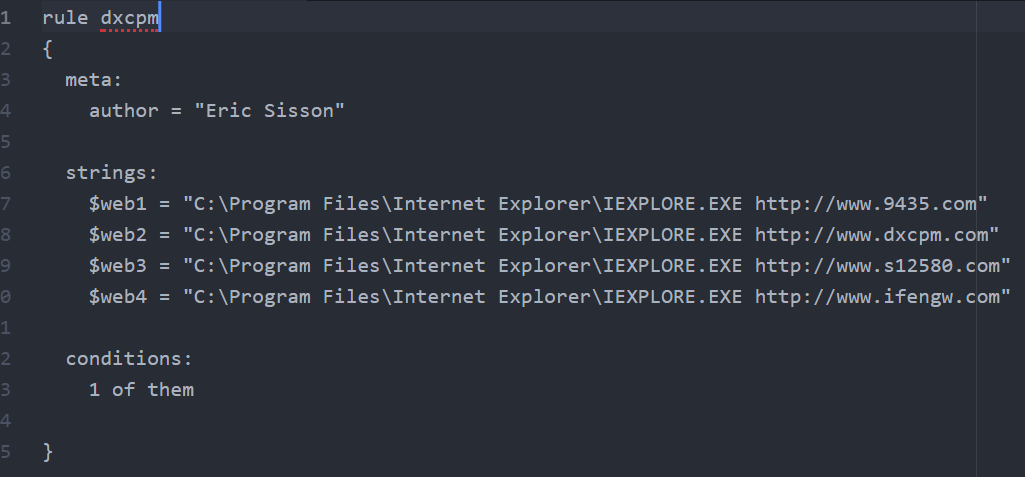 1 rule dxcpm
2 {
3 meta:
4 author = "Eric Sisson"
5
6 strings:
7 $web1 = "C:\Program Files\Internet Explorer\IEXPLORE.EXE http://www.9435.com"
8 $web2 = "C:\Program Files\Internet Explorer\IEXPLORE.EXE http://www.dxcpm.com"
9 $web3 = "C:\Program Files\Internet Explorer\IEXPLORE.EXE http://www.s12580.com"
0 $web4 = "C:\Program Files\Internet Explorer\IEXPLORE.EXE http://www.ifengw.com"
1
2 conditions:
3 1 of them
4
5 }